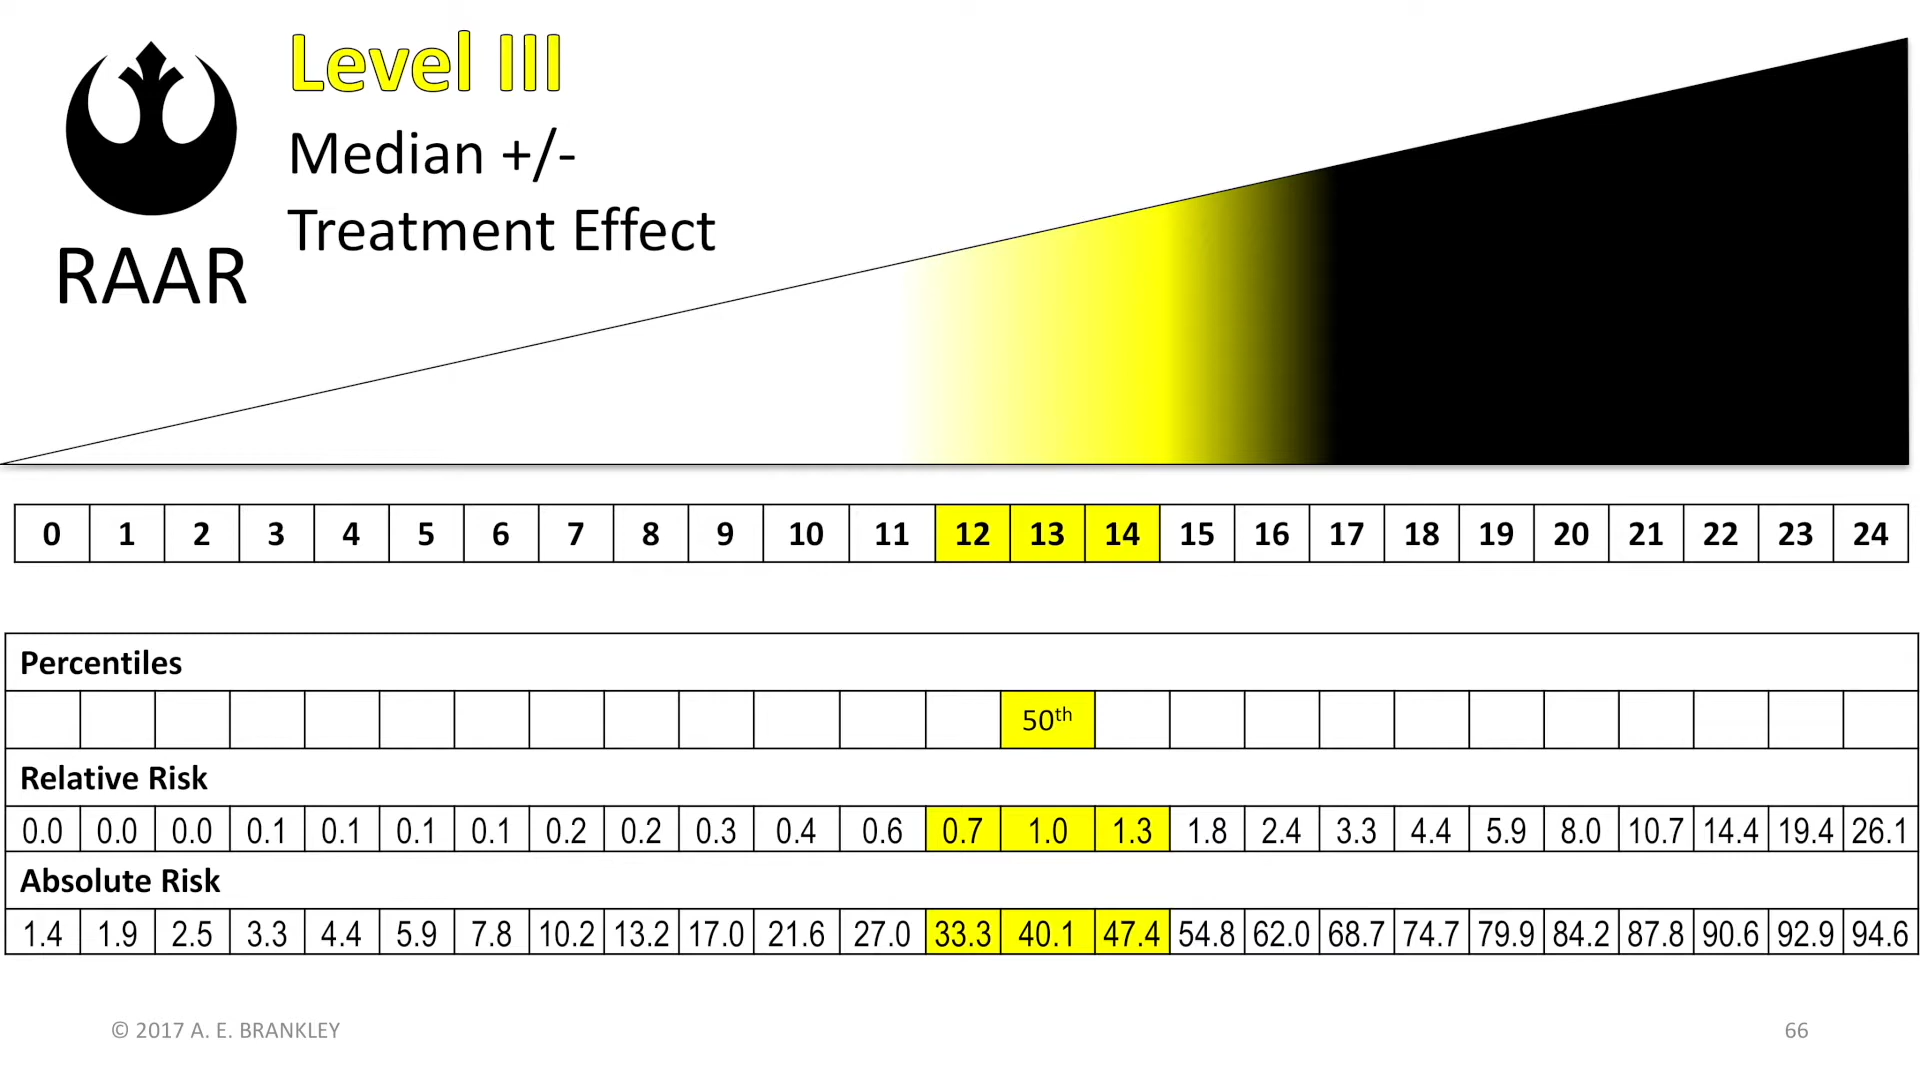 Level III
Median +/-
Treatment Effect
RAAR
0 1 2 3 4 5 6 7 8 9 10 11 12 13 14 15 16 17 18 19 20 21 22 23 24
Percentiles
50th
Relative Risk
0.0 0.0 0.0 0.1 0.1 0.1 0.1 0.2 0.2 0.3 0.4 0.6 0.7 1.0 1.3 1.8 2.4 3.3 4.4 5.9 8.0 10.7 14.4 19.4 26.1
Absolute Risk
1.4 1.9 2.5 3.3 4.4 5.9 7.8 10.2 13.2 17.0 21.6 27.0 33.3 40.1 47.4 54.8 62.0 68.7 74.7 79.9 84.2 87.8 90.6 92.9 94.6
© 2017 A. E. BRANKLEY
66